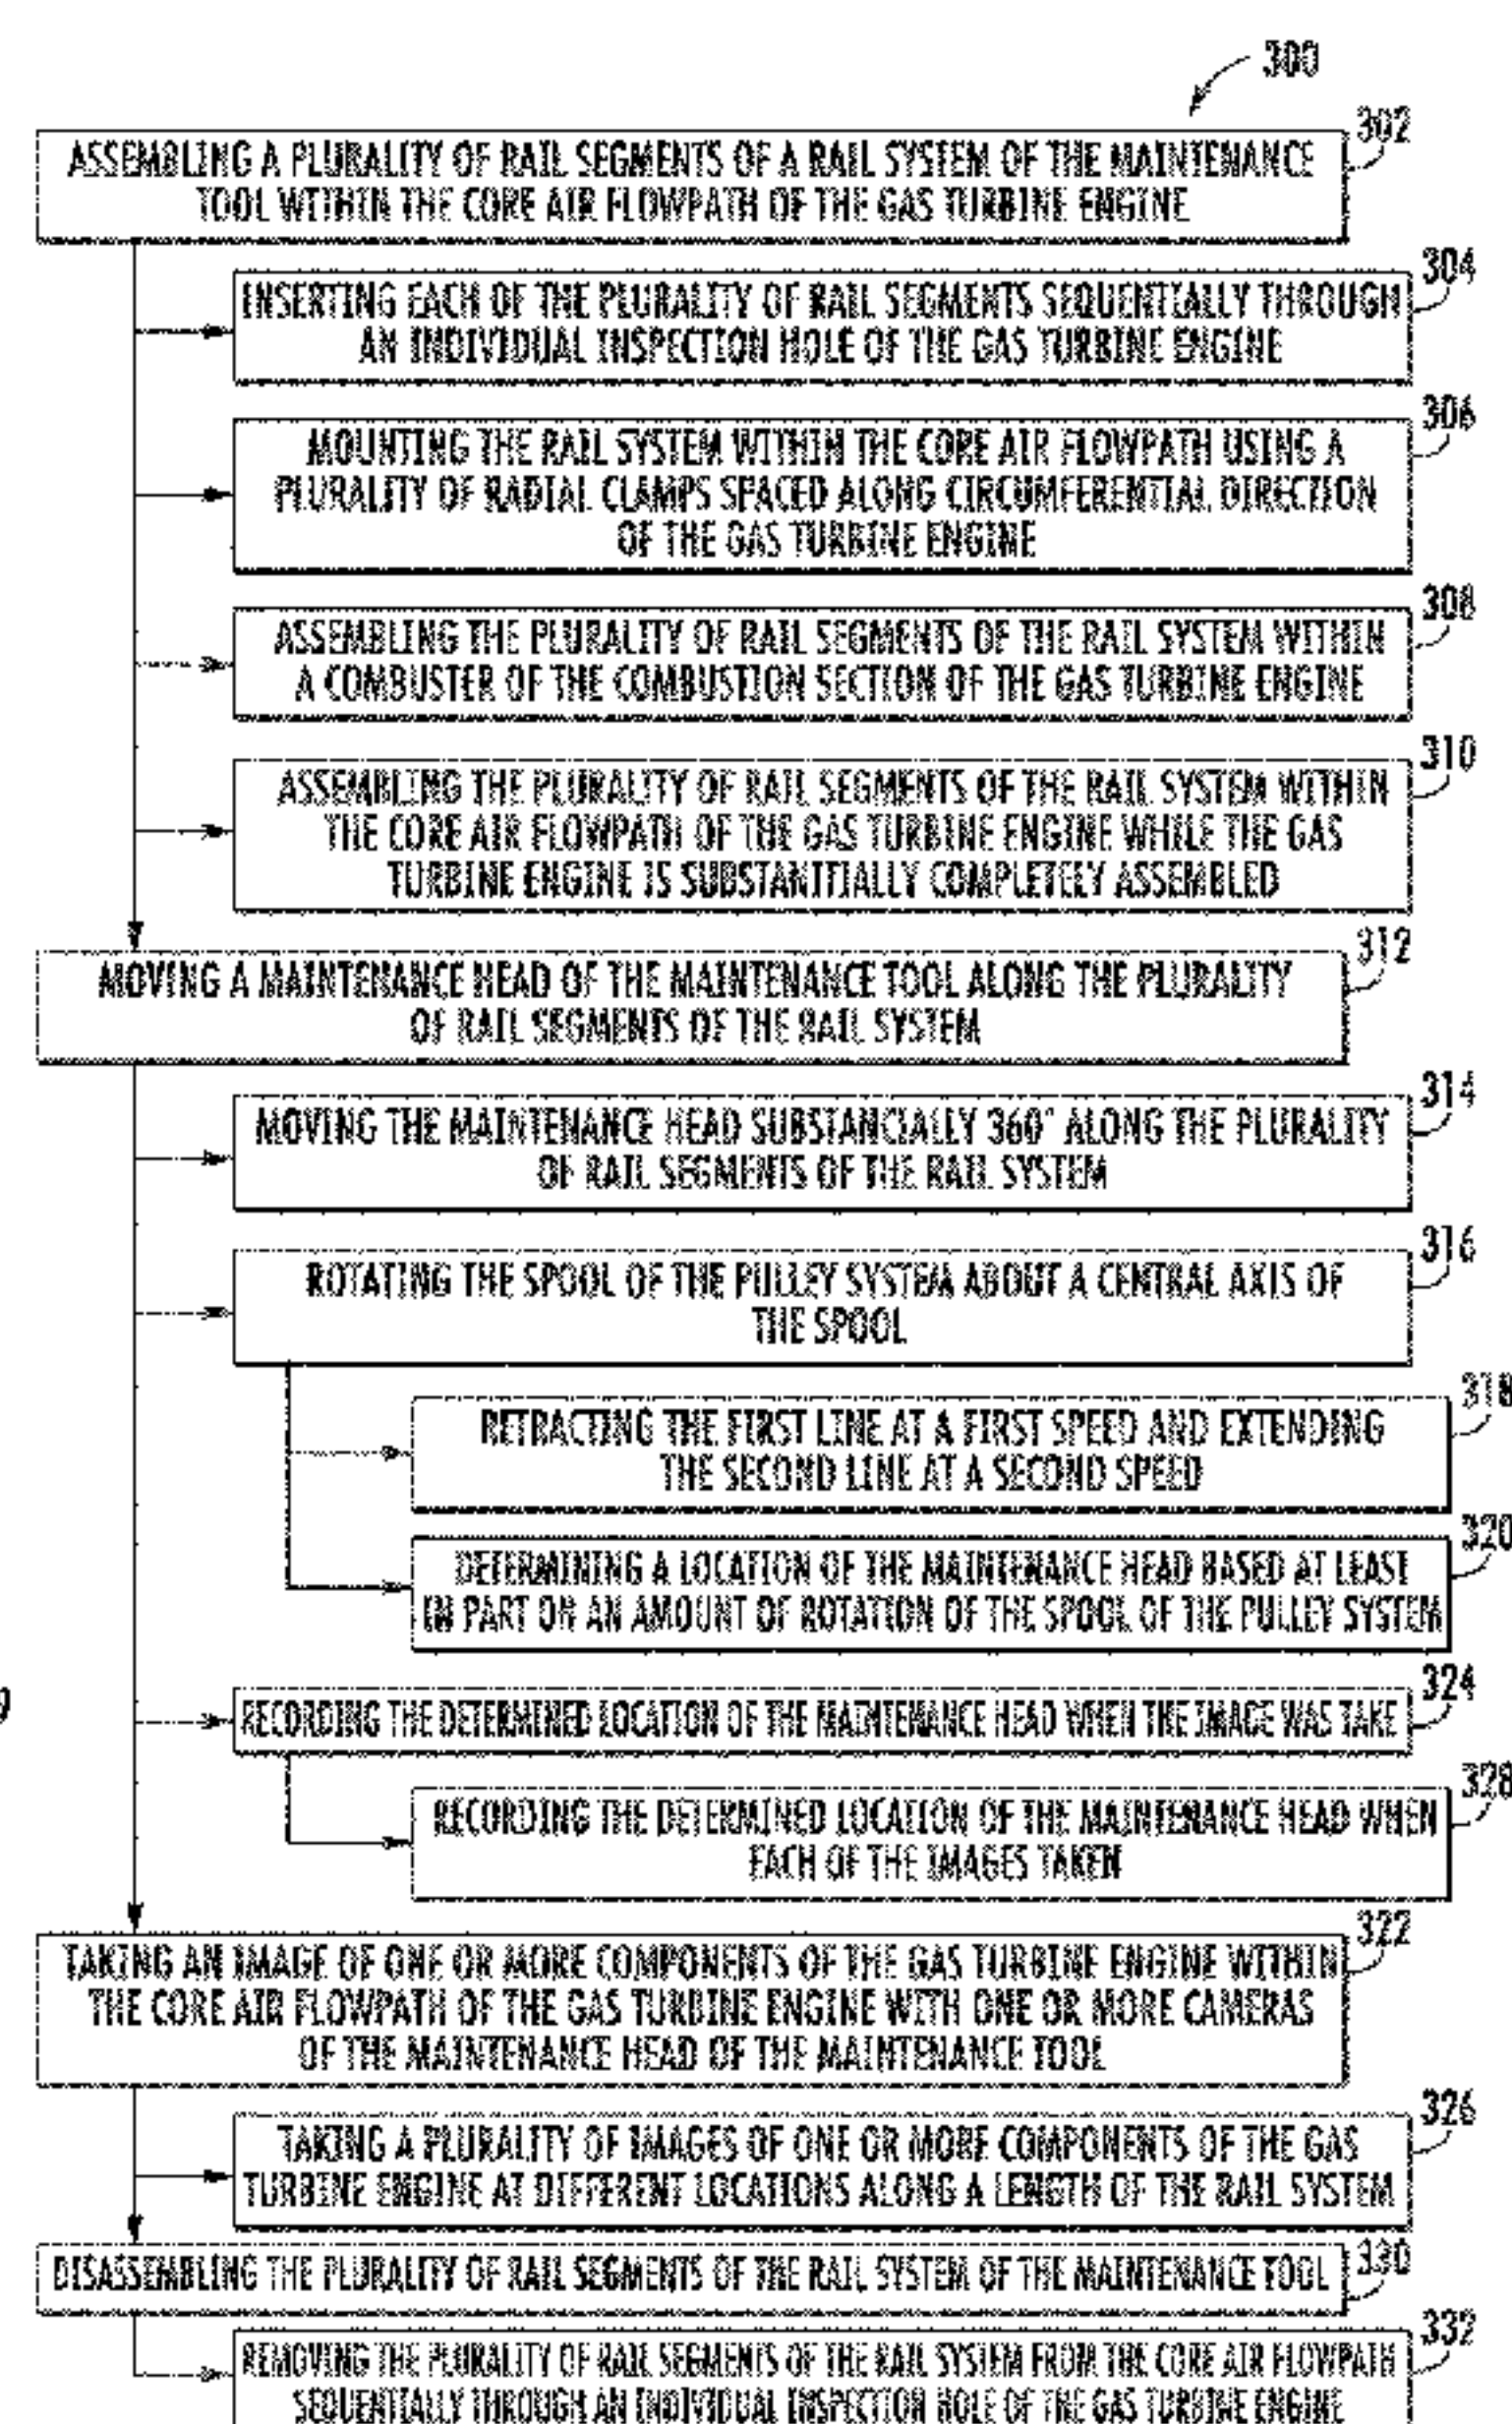 300
302
ASSEMBLING A PLURALITY OF RAIL SEGMENTS OF A RAIL SYSTEM OF THE MAINTENANCE
TOOL WITHIN THE CORE AIR FLOWPATH OF THE GAS TURBINE ENGINE
304
INSERTING EACH OF THE PLURALITY OF RAIL SEGMENTS SEQUENTIALLY THROUGH
AN INDIVIDUAL INSPECTION HOLE OF THE GAS TURBINE ENGINE
306
MOUNTING THE RAIL SYSTEM WITHIN THE CORE AIR FLOWPATH USING A
PLURALITY OF RADIAL CLAMPS SPACED ALONG CIRCUMFERENTIAL DIRECTION
OF THE GAS TURBINE ENGINE
308
ASSEMBLING THE PLURALITY OF RAIL SEGMENTS OF THE RAIL SYSTEM WITHIN
A COMBUSTER OF THE COMBUSTION SECTION OF THE GAS TURBINE ENGINE
310
ASSEMBLING THE PLURALITY OF RAIL SEGMENTS OF THE RAIL SYSTEM WITHIN
THE CORE AIR FLOWPATH OF THE GAS TURBINE ENGINE WHILE THE GAS
TURBINE ENGINE IS SUBSTANTIALLY COMPLETELY ASSEMBLED
312
MOVING A MAINTENANCE HEAD OF THE MAINTENANCE TOOL ALONG THE PLURALITY
OF RAIL SEGMENTS OF THE RAIL SYSTEM
314
MOVING THE MAINTENANCE HEAD SUBSTANCIALLY 360° ALONG THE PLURALITY
OF RAIL SEGMENTS OF THE RAIL SYSTEM
316
ROTATING THE SPOOL OF THE PULLEY SYSTEM ABOUT A CENTRAL AXIS OF
THE SPOOL
318
RETRACTING THE FIRST LINE AT A FIRST SPEED AND EXTENDING
THE SECOND LINE AT A SECOND SPEED
320
DETERMINING A LOCATION OF THE MAINTENANCE HEAD BASED AT LEAST
IN PART ON AN AMOUNT OF ROTATION OF THE SPOOL OF THE PULLEY SYSTEM
324
RECORDING THE DETERMINED LOCATION OF THE MAINTENANCE HEAD WHEN THE IMAGE WAS TAKE
328
RECORDING THE DETERMINED LOCATION OF THE MAINTENANCE HEAD WHEN
EACH OF THE IMAGES TAKEN
322
TAKING AN IMAGE OF ONE OR MORE COMPONENTS OF THE GAS TURBINE ENGINE WITHIN
THE CORE AIR FLOWPATH OF THE GAS TURBINE ENGINE WITH ONE OR MORE CAMERAS
OF THE MAINTENANCE HEAD OF THE MAINTENANCE TOOL
326
TAKING A PLURALITY OF IMAGES OF ONE OR MORE COMPONENTS OF THE GAS
TURBINE ENGINE AT DIFFERENT LOCATIONS ALONG A LENGTH OF THE RAIL SYSTEM
330
DISASSEMBLING THE PLURALITY OF RAIL SEGMENTS OF THE RAIL SYSTEM OF THE MAINTENANCE TOOL
332
REMOVING THE PLURALITY OF RAIL SEGMENTS OF THE RAIL SYSTEM FROM THE CORE AIR FLOWPATH
SEQUENTIALLY THROUGH AN INDIVIDUAL INSPECTION HOLE OF THE GAS TURBINE ENGINE